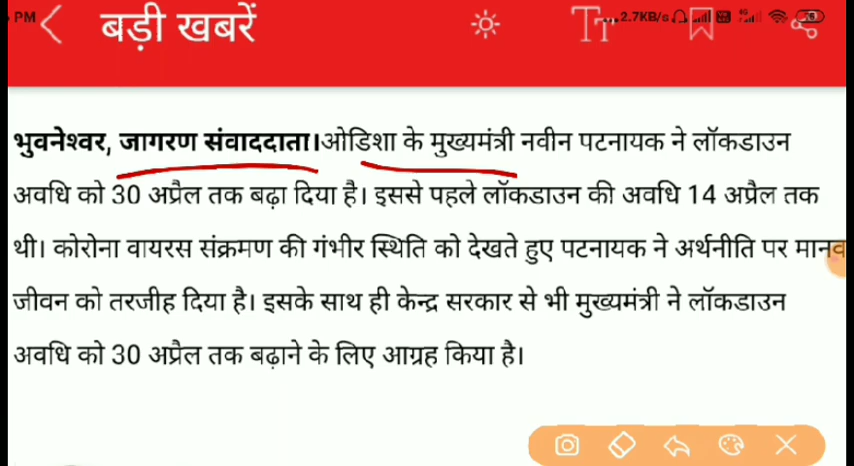 PM बड़ी खबरें TT 2.7KB/s
भुवनेश्वर, जागरण संवाददाता।ओडिशा के मुख्यमंत्री नवीन पटनायक ने लॉकडाउन
अवधि को 30 अप्रैल तक बढ़ा दिया है। इससे पहले लॉकडाउन की अवधि 14 अप्रैल तक
थी। कोरोना वायरस संक्रमण की गंभीर स्थिति को देखते हुए पटनायक ने अर्थनीति पर मानव
जीवन को तरजीह दिया है। इसके साथ ही केन्द्र सरकार से भी मुख्यमंत्री ने लॉकडाउन
अवधि को 30 अप्रैल तक बढ़ाने के लिए आग्रह किया है।